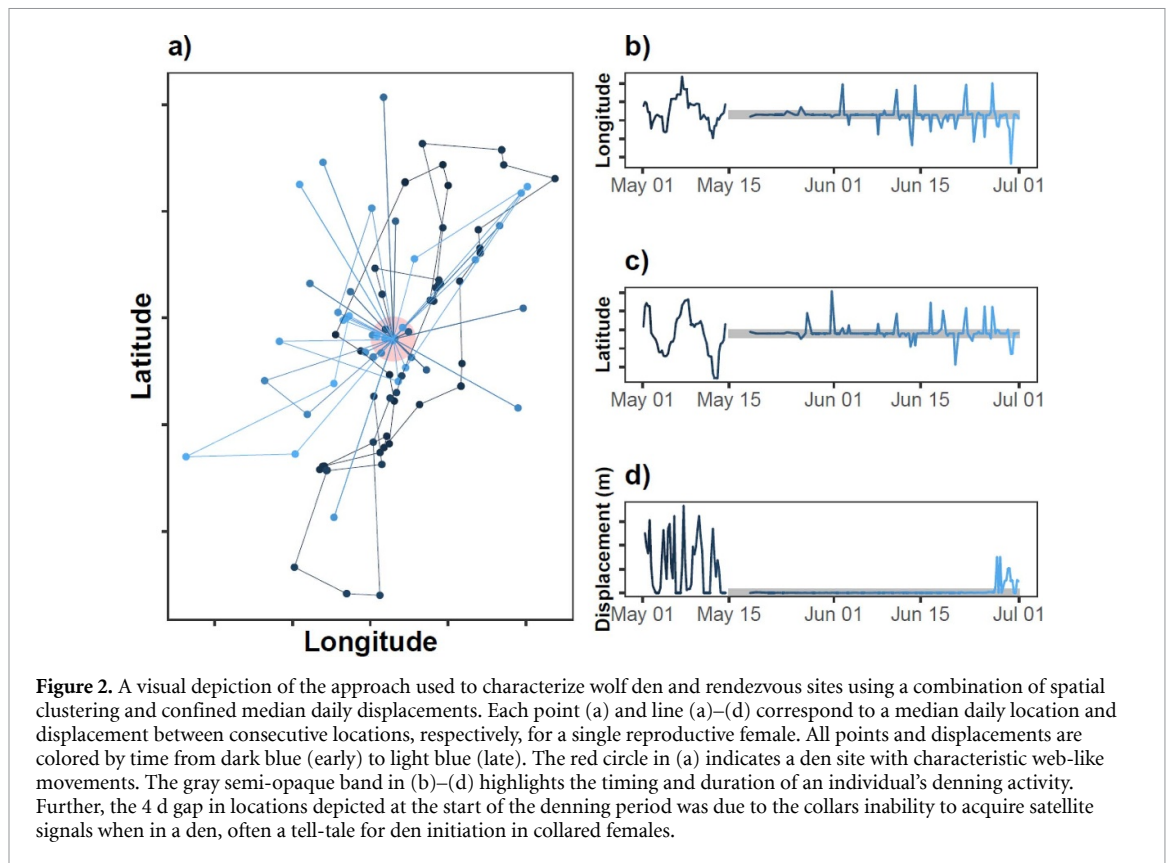 a)
Latitude
Longitude
b)
Longitude
May 01 May 15 Jun 01 Jun 15 Jul 01
c)
Latitude
May 01 May 15 Jun 01 Jun 15 Jul 01
d)
Displacement (m)
May 01 May 15 Jun 01 Jun 15 Jul 01
Figure 2. A visual depiction of the approach used to characterize wolf den and rendezvous sites using a combination of spatial
clustering and confined median daily displacements. Each point (a) and line (a)–(d) correspond to a median daily location and
displacement between consecutive locations, respectively, for a single reproductive female. All points and displacements are
colored by time from dark blue (early) to light blue (late). The red circle in (a) indicates a den site with characteristic web-like
movements. The gray semi-opaque band in (b)–(d) highlights the timing and duration of an individual's denning activity.
Further, the 4 d gap in locations depicted at the start of the denning period was due to the collars inability to acquire satellite
signals when in a den, often a tell-tale for den initiation in collared females.